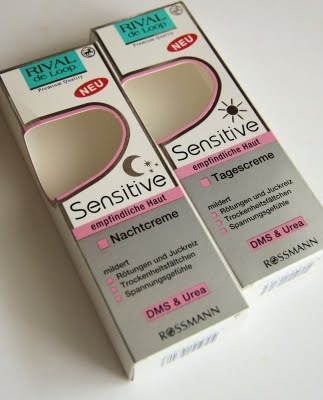 RIVAL
de Loop
Premium Quality
NEU
Sensitive
empfindliche Haut
Nachtcreme
mildert
Rötungen und Juckreiz
Trockenheitsfältchen
Spannungsgefühle
DMS & Urea
ROSSMANN
Sensitive
RIVAL
de Loop
Premium Quality
NEU
Sensitive
empfindliche Haut
Tagescreme
mildert
Rötungen und Juckreiz
Trockenheitsfältchen
Spannungsgefühle
DMS & Urea
ROSSMANN
Sensitive